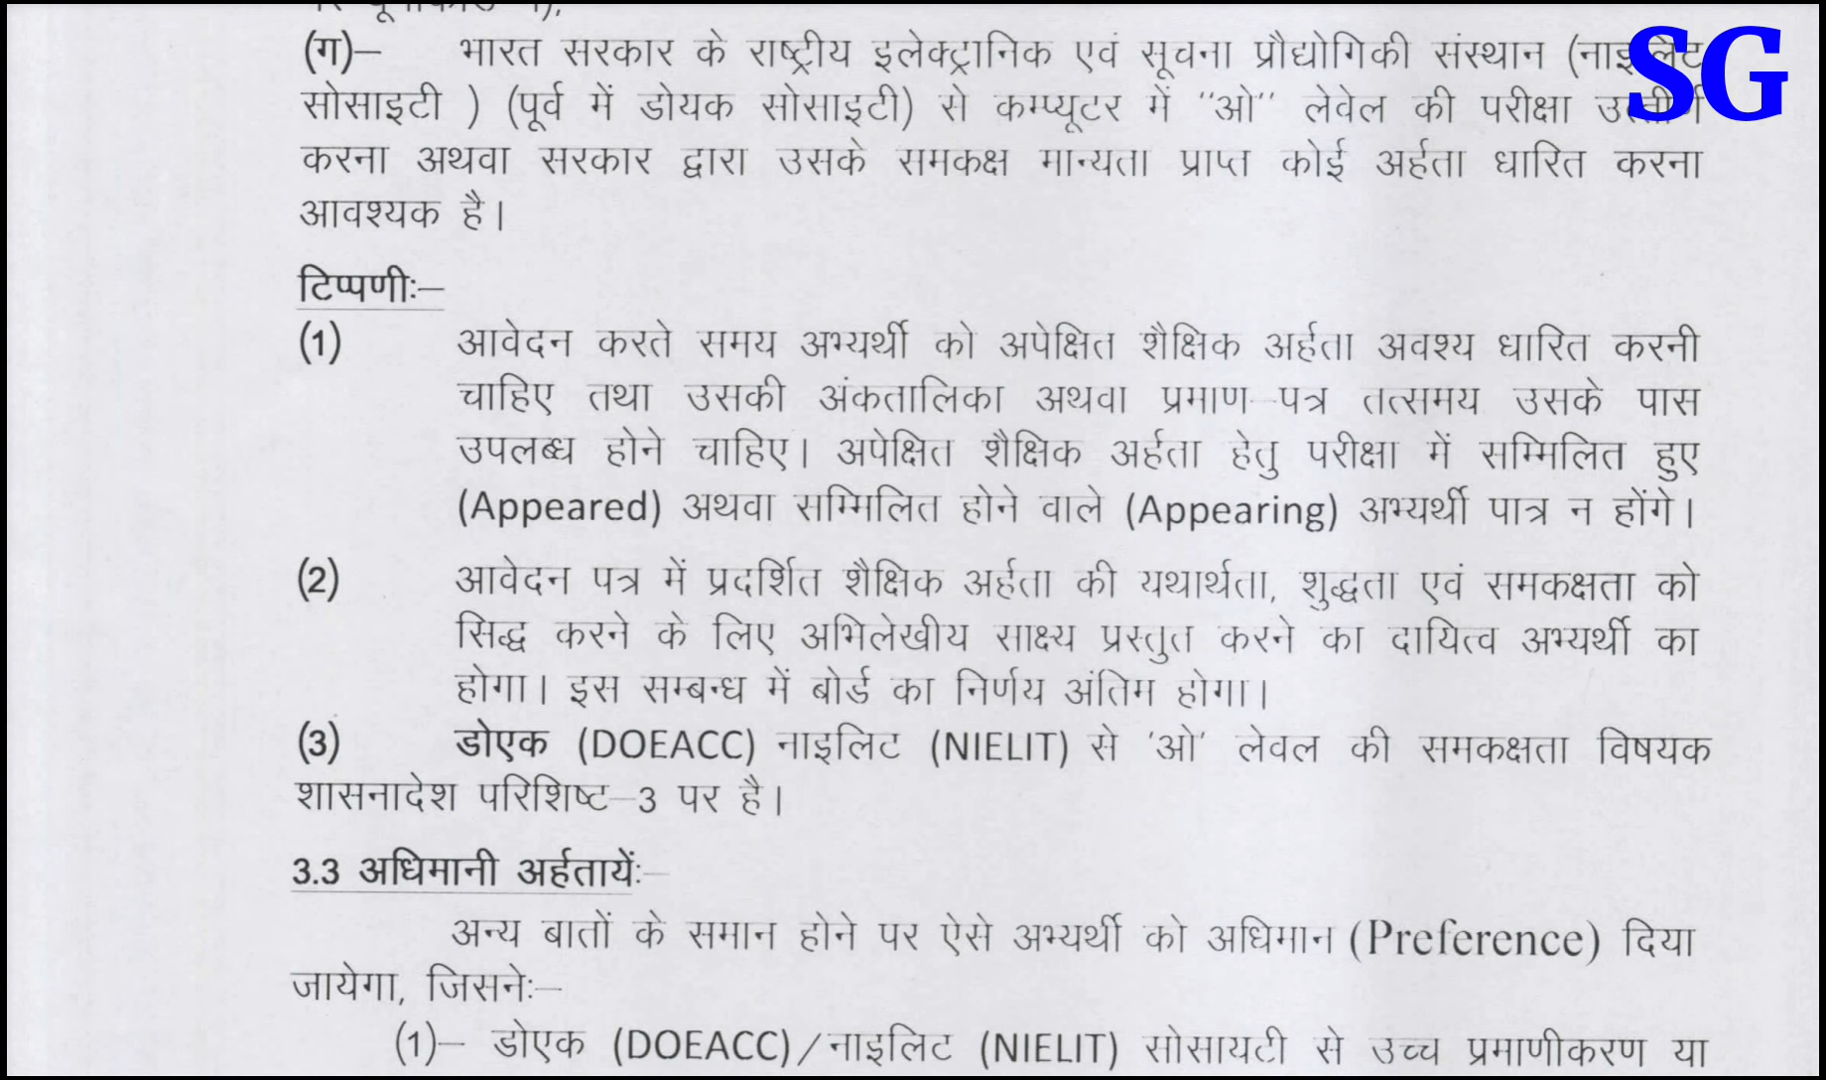 (ग)– भारत सरकार के राष्ट्रीय इलेक्ट्रानिक एवं सूचना प्रौद्योगिकी संस्थान
SG
सोसाइटी ) (पूर्व में डोयक सोसाइटी) से कम्प्यूटर में "ओ" लेवेल की परीक्षा
करना अथवा सरकार द्वारा उसके समकक्ष मान्यता प्राप्त कोई अर्हता धारित करना
आवश्यक है।
टिप्पणीः–
(1) आवेदन करते समय अभ्यर्थी को अपेक्षित शैक्षिक अर्हता अवश्य धारित करनी
चाहिए तथा उसकी अंकतालिका अथवा प्रमाण–पत्र तत्समय उसके पास
उपलब्ध होने चाहिए। अपेक्षित शैक्षिक अर्हता हेतु परीक्षा में सम्मिलित हुए
(Appeared) अथवा सम्मिलित होने वाले (Appearing) अभ्यर्थी पात्र न होंगे।
(2) आवेदन पत्र में प्रदर्शित शैक्षिक अर्हता की यथार्थता, शुद्धता एवं समकक्षता को
सिद्ध करने के लिए अभिलेखीय साक्ष्य प्रस्तुत करने का दायित्व अभ्यर्थी का
होगा। इस सम्बन्ध में बोर्ड का निर्णय अंतिम होगा।
(3) डोएक (DOEACC) नाइलिट (NIELIT) से 'ओ' लेवल की समकक्षता विषयक
शासनादेश परिशिष्ट–3 पर है।
3.3 अधिमानी अर्हतायेंः–
अन्य बातों के समान होने पर ऐसे अभ्यर्थी को अधिमान (Preference) दिया
जायेगा, जिसनेः–
(1)– डोएक (DOEACC)/नाइलिट (NIELIT) सोसायटी से उच्च प्रमाणीकरण या